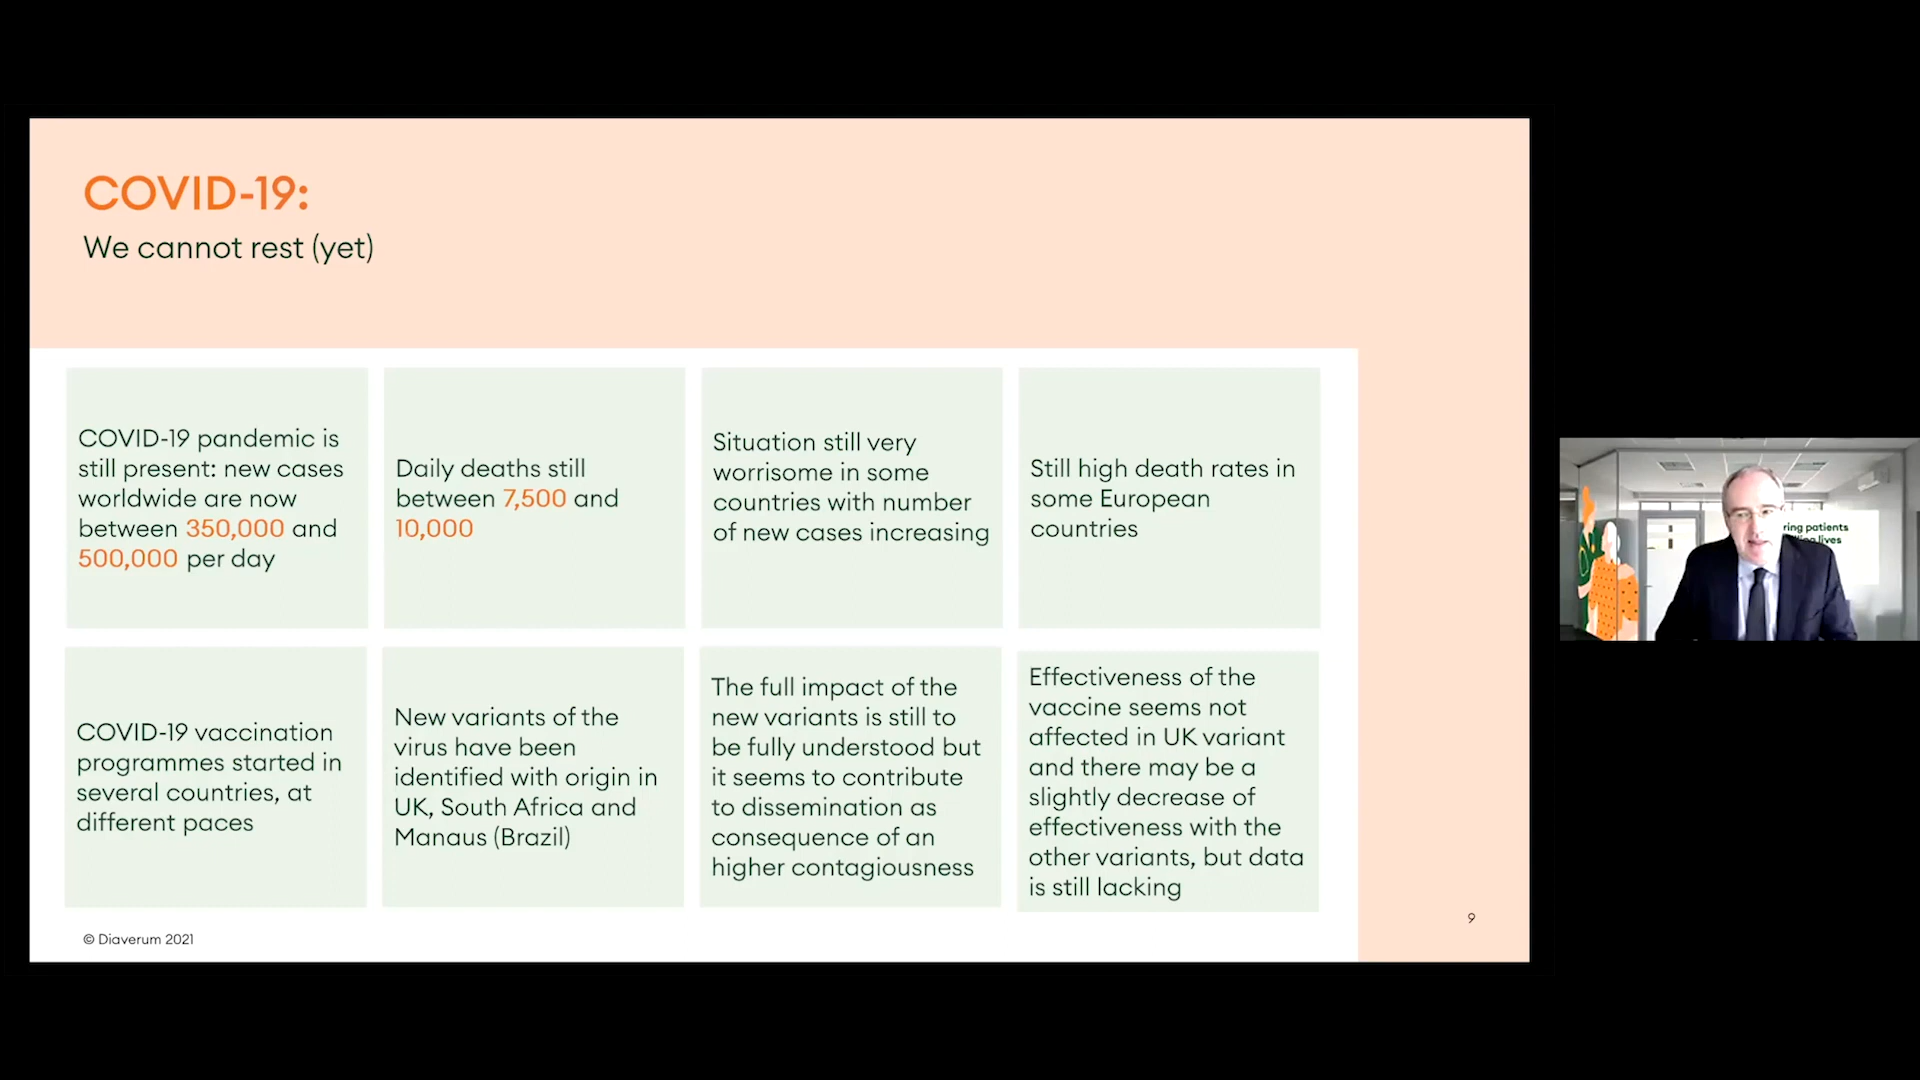 COVID-19:
We cannot rest (yet)
COVID-19 pandemic is
still present: new cases
worldwide are now
between 350,000 and
500,000 per day
Daily deaths still
between 7,500 and
10,000
Situation still very
worrisome in some
countries with number
of new cases increasing
Still high death rates in
some European
countries
COVID-19 vaccination
programmes started in
several countries, at
different paces
New variants of the
virus have been
identified with origin in
UK, South Africa and
Manaus (Brazil)
The full impact of the
new variants is still to
be fully understood but
it seems to contribute
to dissemination as
consequence of an
higher contagiousness
Effectiveness of the
vaccine seems not
affected in UK variant
and there may be a
slightly decrease of
effectiveness with the
other variants, but data
is still lacking
© Diaverum 2021
9
ring patients
lives